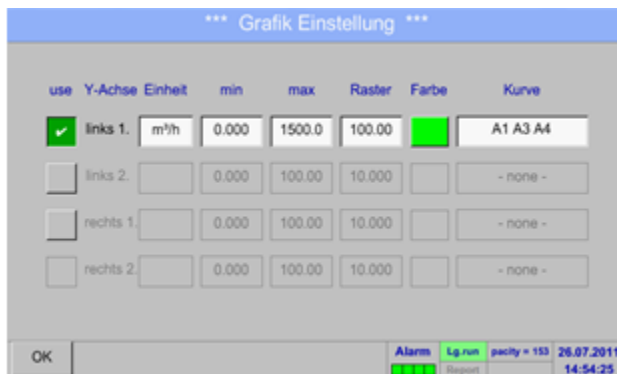 *** Grafik Einstellung ***
use Y-Achse Einheit min max Raster Farbe Kurve
links 1. m³/h 0.000 1500.0 100.00 A1 A3 A4
links 2. 0.000 100.00 10.000 - none -
rechts 1. 0.000 100.00 10.000 - none -
rechts 2. 0.000 100.00 10.000 - none -
OK Alarm Lg.run pacity = 153 26.07.2011
Report 14:54:25